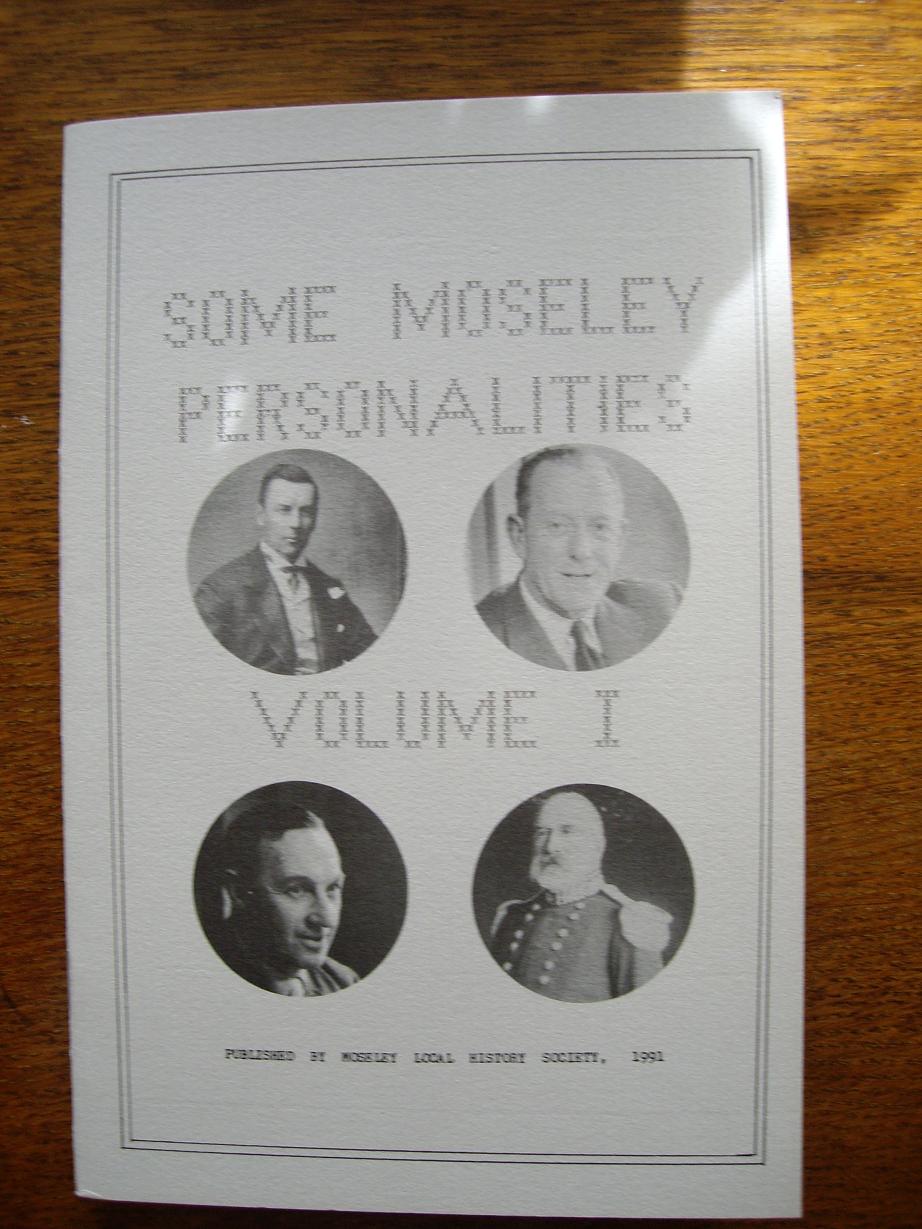 SOME MOSELEY
PERSONALITIES
VOLUME I
PUBLISHED BY MOSELEY LOCAL HISTORY SOCIETY, 1991